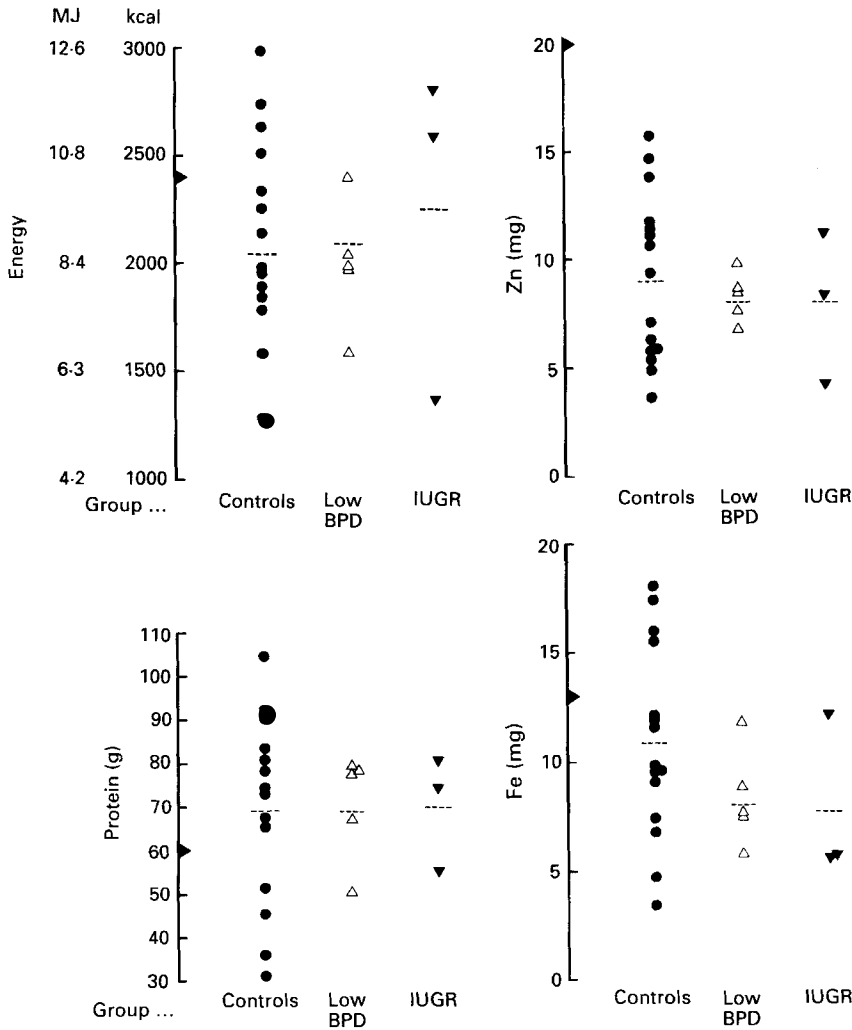 MJ kcal
12·6 3000
10·8 2500
8·4 2000
6·3 1500
4·2 1000
Energy
Group ... Controls Low BPD IUGR
20
15
10
5
0
Zn (mg)
Controls Low BPD IUGR
110
100
90
80
70
60
50
40
30
Protein (g)
Group ... Controls Low BPD IUGR
20
15
10
5
0
Fe (mg)
Controls Low BPD IUGR